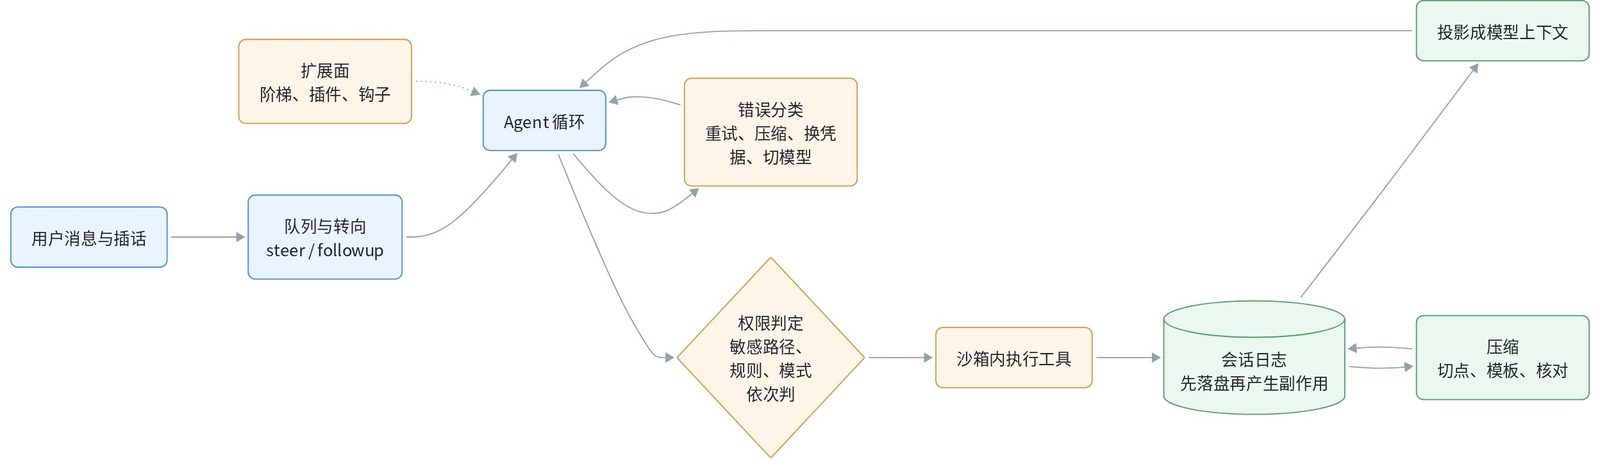 投影成模型上下文
扩展面
阶梯、插件、钩子
Agent 循环
错误分类
重试、压缩、换凭
据、切模型
用户消息与插话
队列与转向
steer / followup
权限判定
敏感路径、
规则、模式
依次判
沙箱内执行工具
会话日志
先落盘再产生副作用
压缩
切点、模板、核对